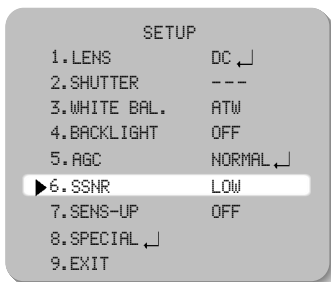 SETUP
1.LENS DC ↵
2.SHUTTER ---
3.WHITE BAL. ATW
4.BACKLIGHT OFF
5.AGC NORMAL ↵
▶6.SSNR LOW
7.SENS-UP OFF
8.SPECIAL ↵
9.EXIT